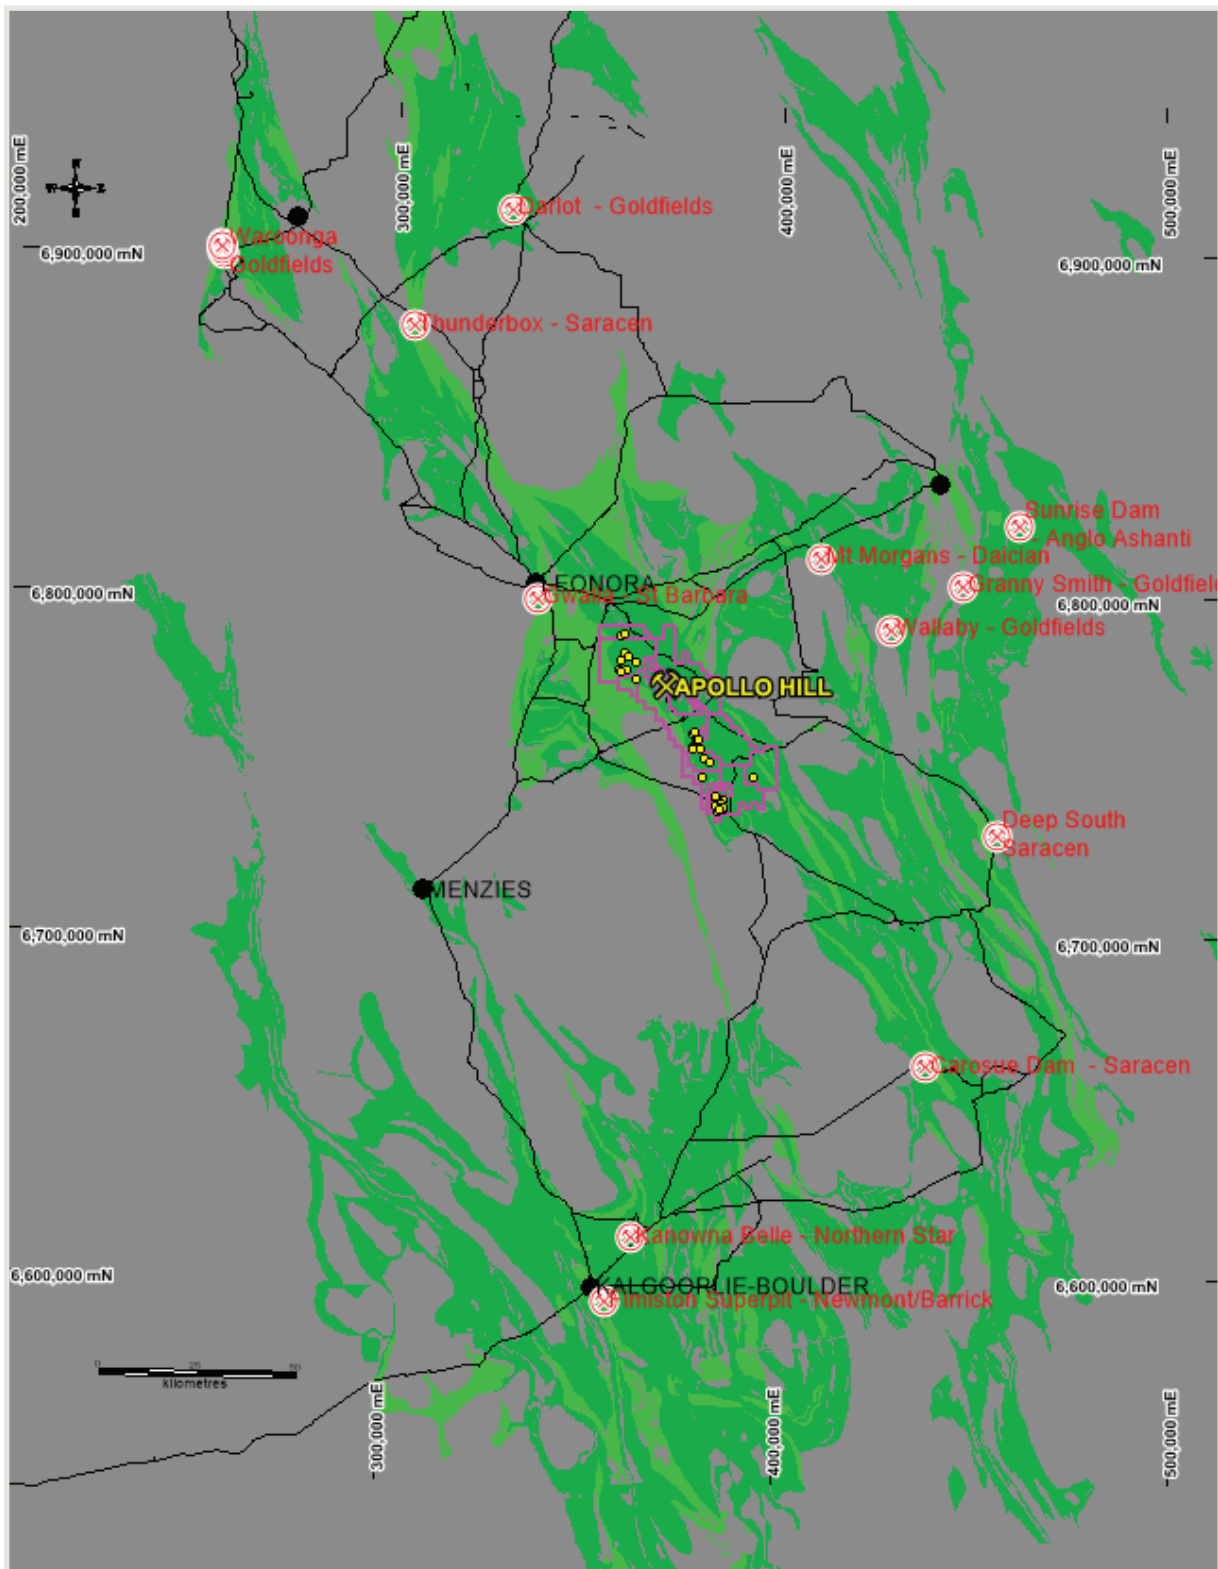 200,000 mE
300,000 mE
400,000 mE
500,000 mE
N
W E
S
Darlot - Goldfields
Waroonga
Goldfields
6,900,000 mN
6,900,000 mN
Thunderbox - Saracen
Sunrise Dam
- Anglo Ashanti
Mt Morgans - Dacian
LEONORA
Granny Smith - Goldfield
6,800,000 mN
Gwalia - St Barbara
6,800,000 mN
Wallaby - Goldfields
APOLLO HILL
Deep South
Saracen
MENZIES
6,700,000 mN
6,700,000 mN
Carosue Dam - Saracen
Kanowna Belle - Northern Star
6,600,000 mN
KALGOORLIE-BOULDER
6,600,000 mN
Fimiston Superpit - Newmont/Barrick
0 25 50
kilometres
300,000 mE
400,000 mE
500,000 mE